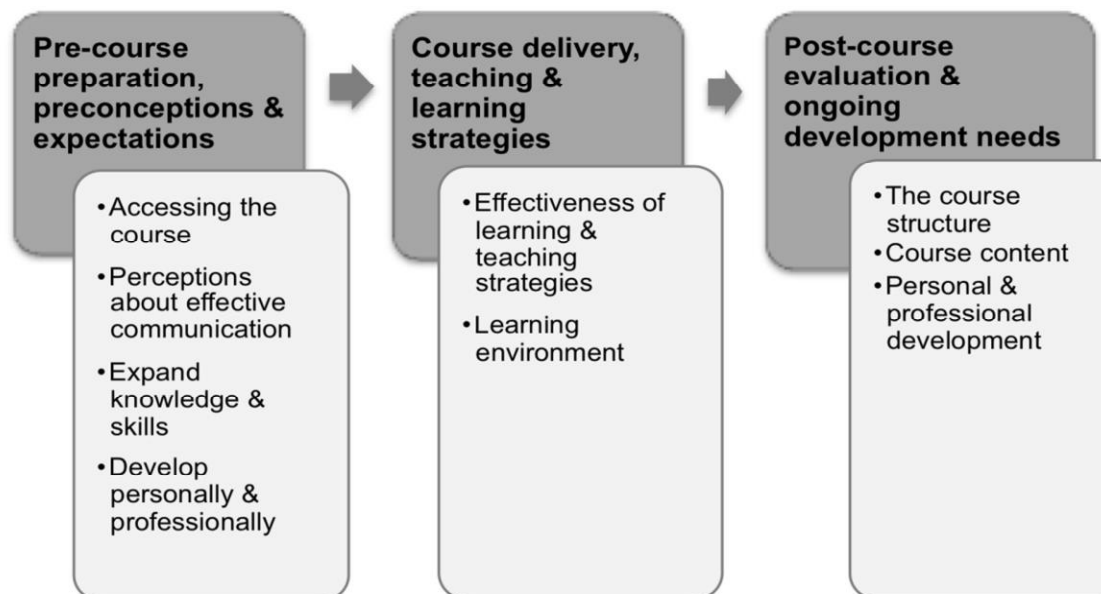 Pre-course
preparation,
preconceptions &
expectations
•Accessing the
course
•Perceptions
about effective
communication
•Expand
knowledge &
skills
•Develop
personally &
professionally
Course delivery,
teaching &
learning
strategies
•Effectiveness of
learning &
teaching
strategies
•Learning
environment
Post-course
evaluation &
ongoing
development needs
•The course
structure
•Course content
•Personal &
professional
development